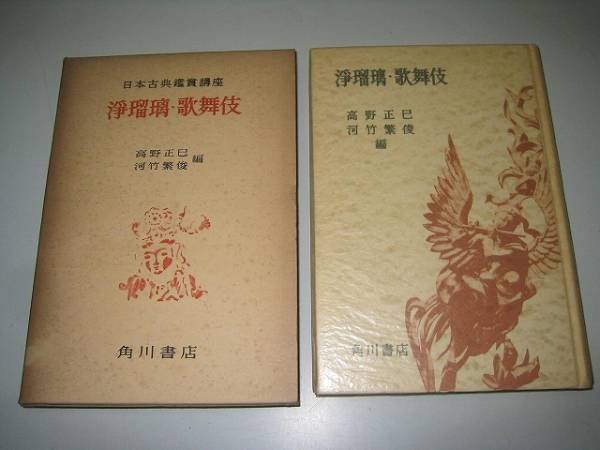 日本古典鑑賞講座
淨瑠璃・歌舞伎
高野正巳
河竹繁俊
編
角川書店
淨瑠璃・歌舞伎
高野正巳
河竹繁俊
編
角川書店